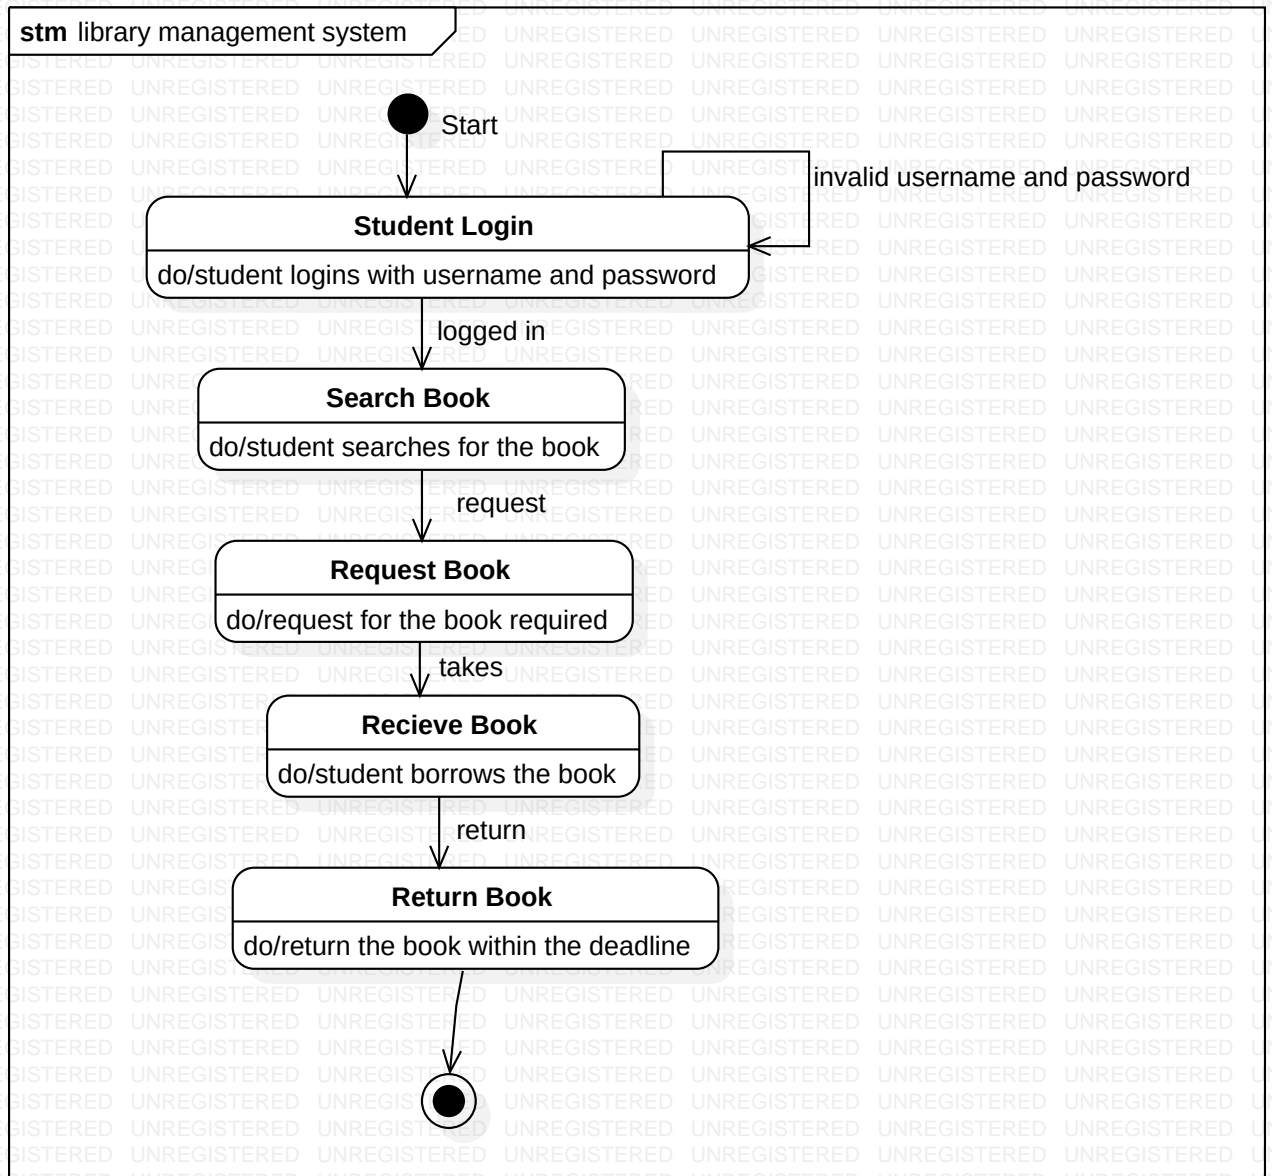 stm library management system
Start
invalid username and password
Student Login
do/student logins with username and password
logged in
Search Book
do/student searches for the book
request
Request Book
do/request for the book required
takes
Recieve Book
do/student borrows the book
return
Return Book
do/return the book within the deadline
UNREGISTERED